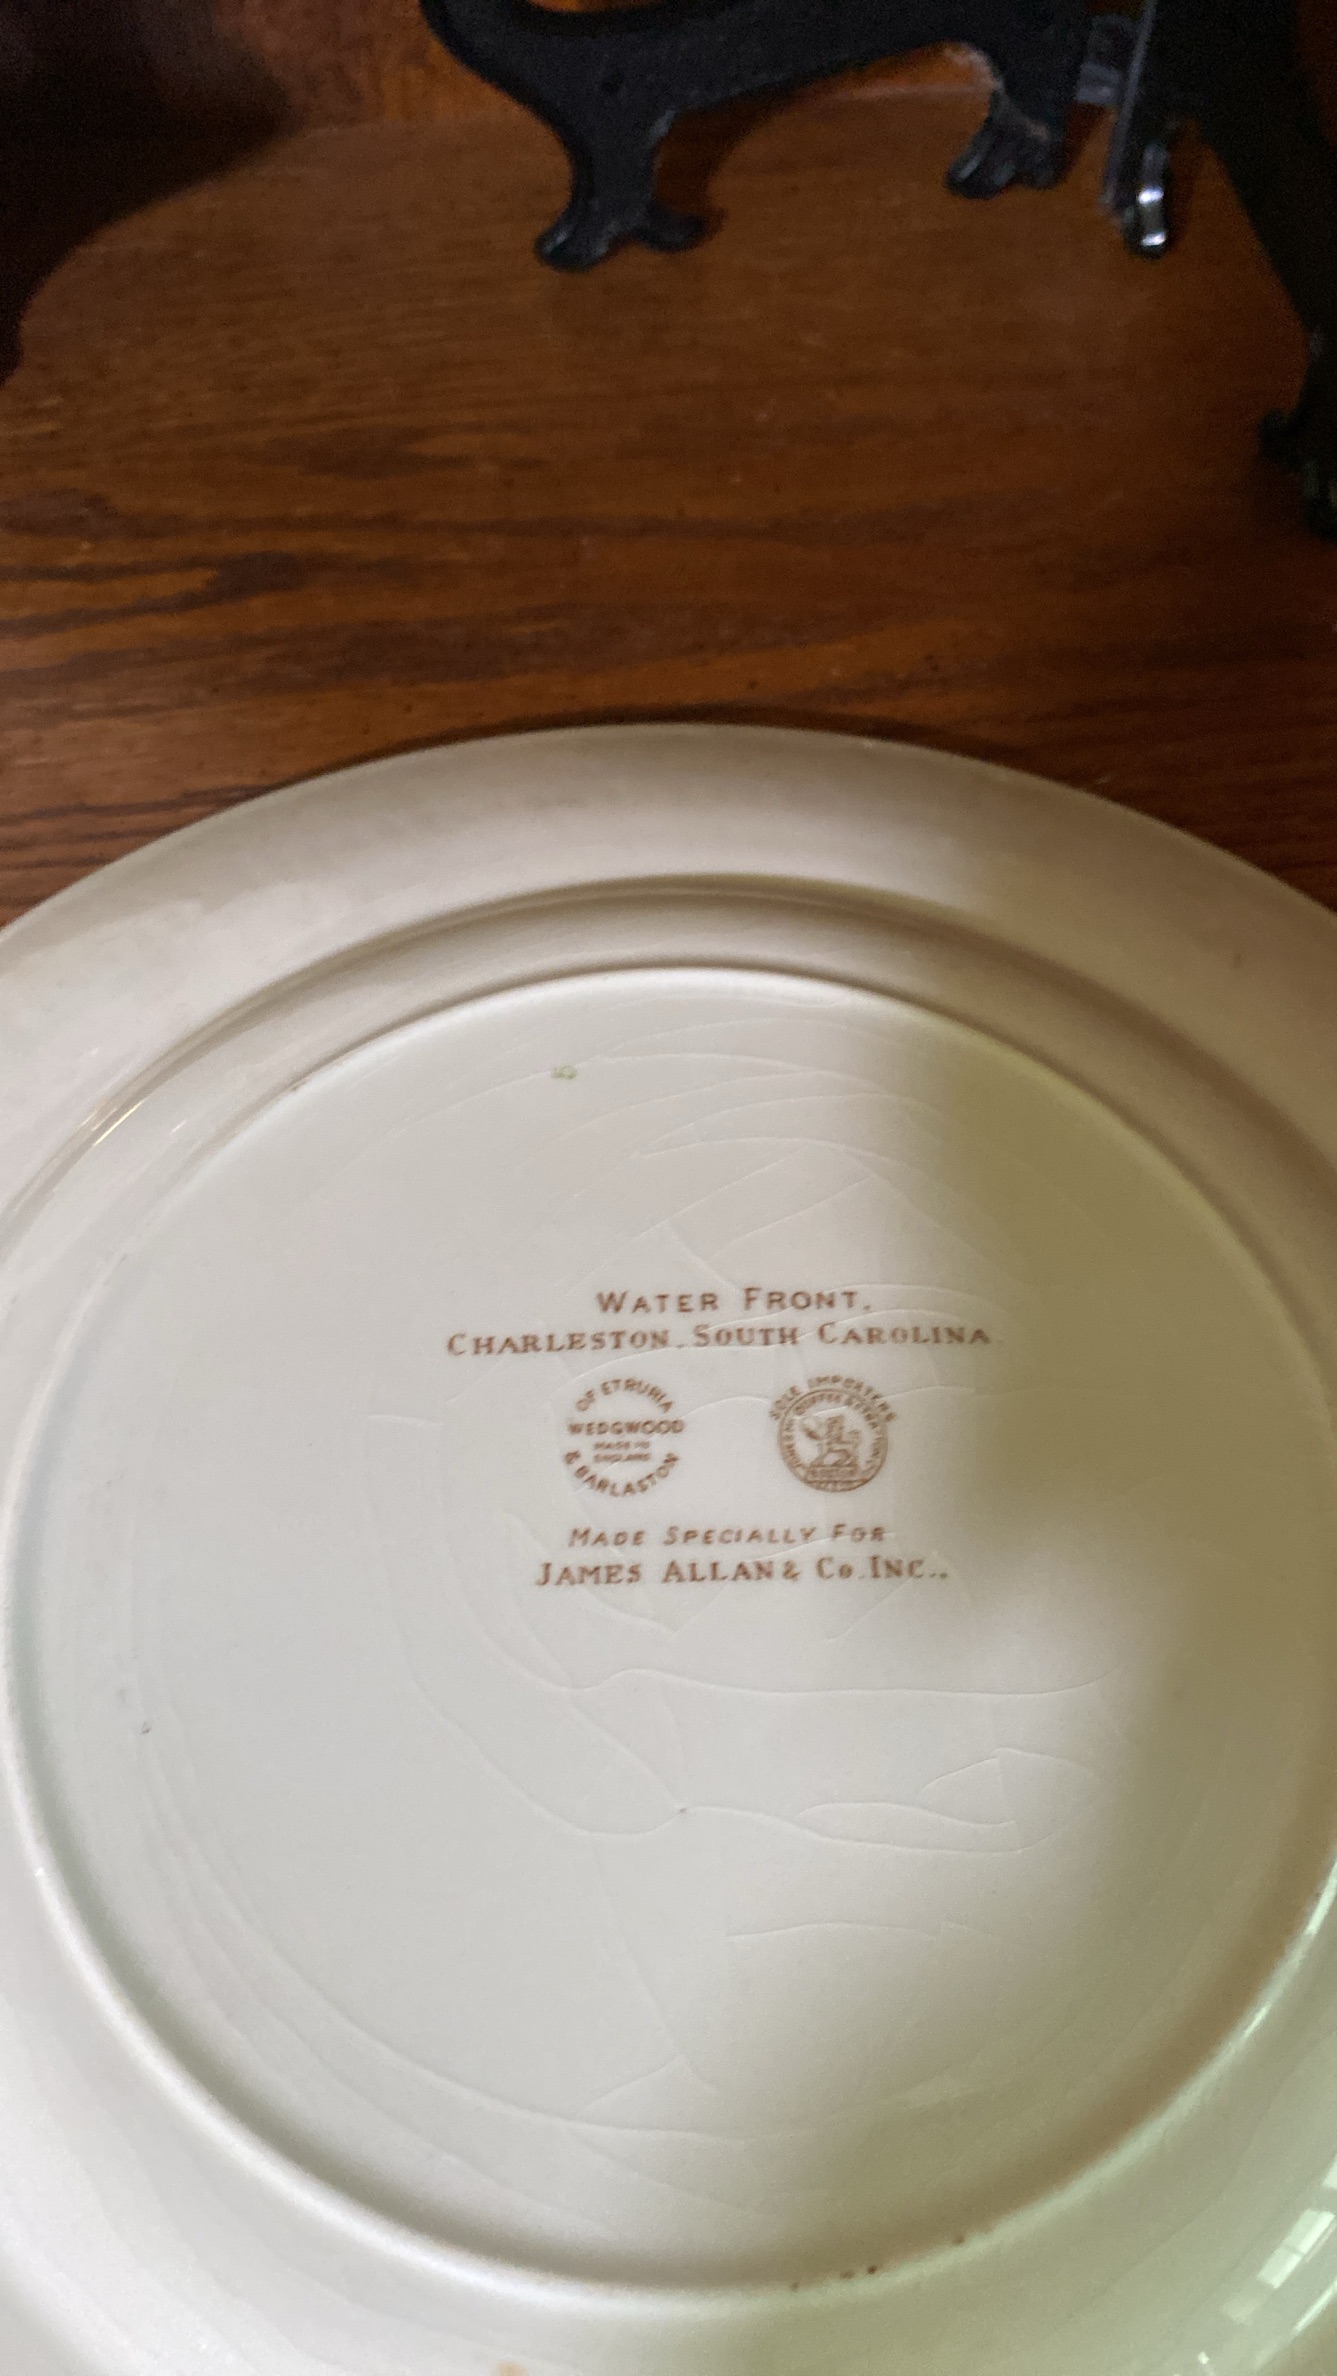 WATER FRONT.
CHARLESTON. SOUTH CAROLINA.
OF ETRURIA
WEDGWOOD
MADE IN
ENGLAND
& BARLASTON
SOLE IMPORTERS
MADE SPECIALLY FOR
JAMES ALLAN & Co. INC..